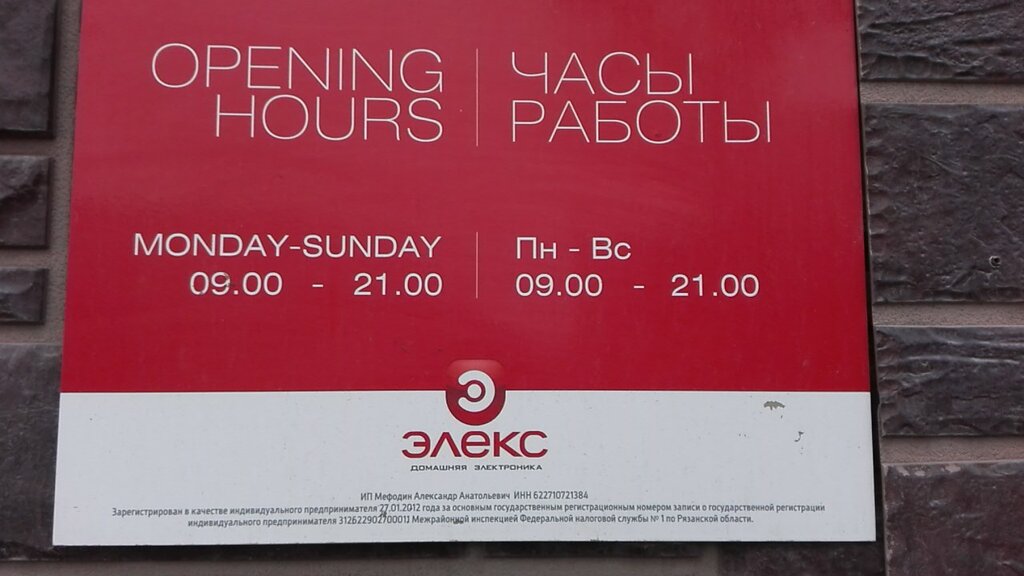 OPENING HOURS
ЧАСЫ РАБОТЫ
MONDAY-SUNDAY
09.00 - 21.00
Пн - Вс
09.00 - 21.00
элекс
ДОМАШНЯЯ ЭЛЕКТРОНИКА
ИП Мефодин Александр Анатольевич ИНН 622710721384
Зарегистрирован в качестве индивидуального предпринимателя 27.01.2012 года за основным государственным регистрационным номером записи о государственной регистрации
индивидуального предпринимателя 312622902700011 Межрайонной инспекцией Федеральной налоговой службы № 1 по Рязанской области.